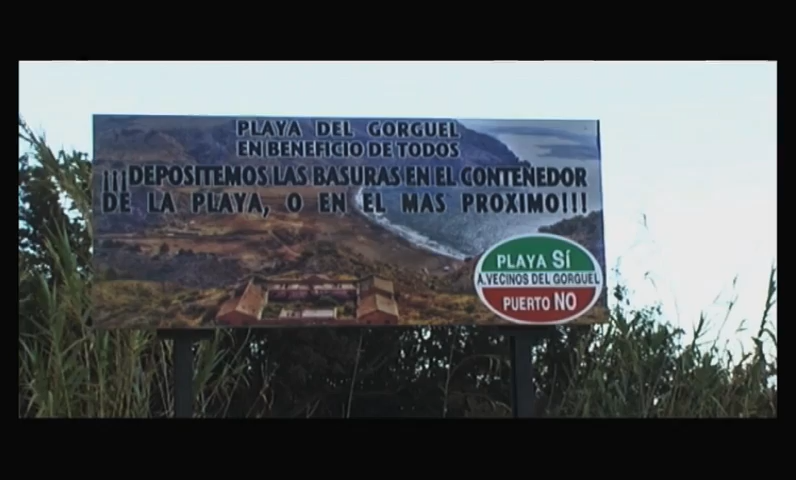 PLAYA DEL GORGUEL
EN BENEFICIO DE TODOS
¡¡¡DEPOSITEMOS LAS BASURAS EN EL CONTENEDOR
DE LA PLAYA, O EN EL MAS PROXIMO!!!
PLAYA SÍ
A.VECINOS DEL GORGUEL
PUERTO NO